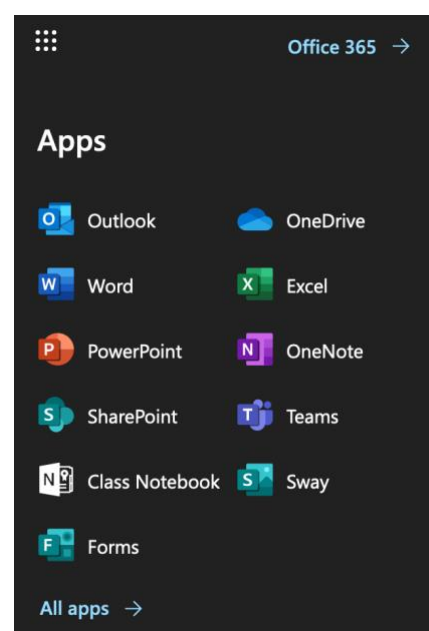 Office 365 →
Apps
Outlook
OneDrive
Word
Excel
PowerPoint
OneNote
SharePoint
Teams
Class Notebook
Sway
Forms
All apps →